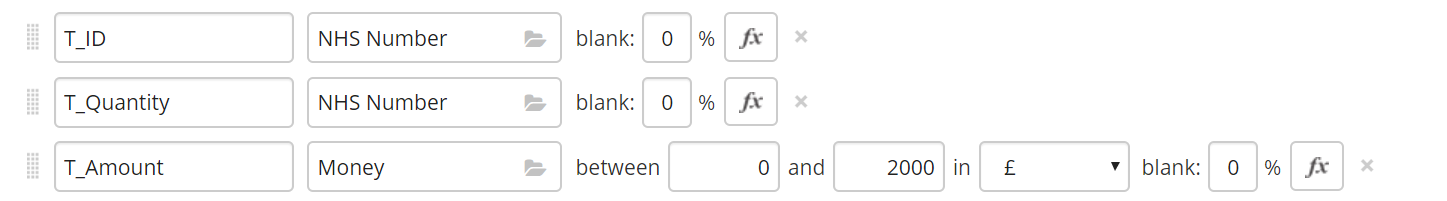 T_ID NHS Number blank: 0 % fx ×
T_Quantity NHS Number blank: 0 % fx ×
T_Amount Money between 0 and 2000 in £ blank: 0 % fx ×